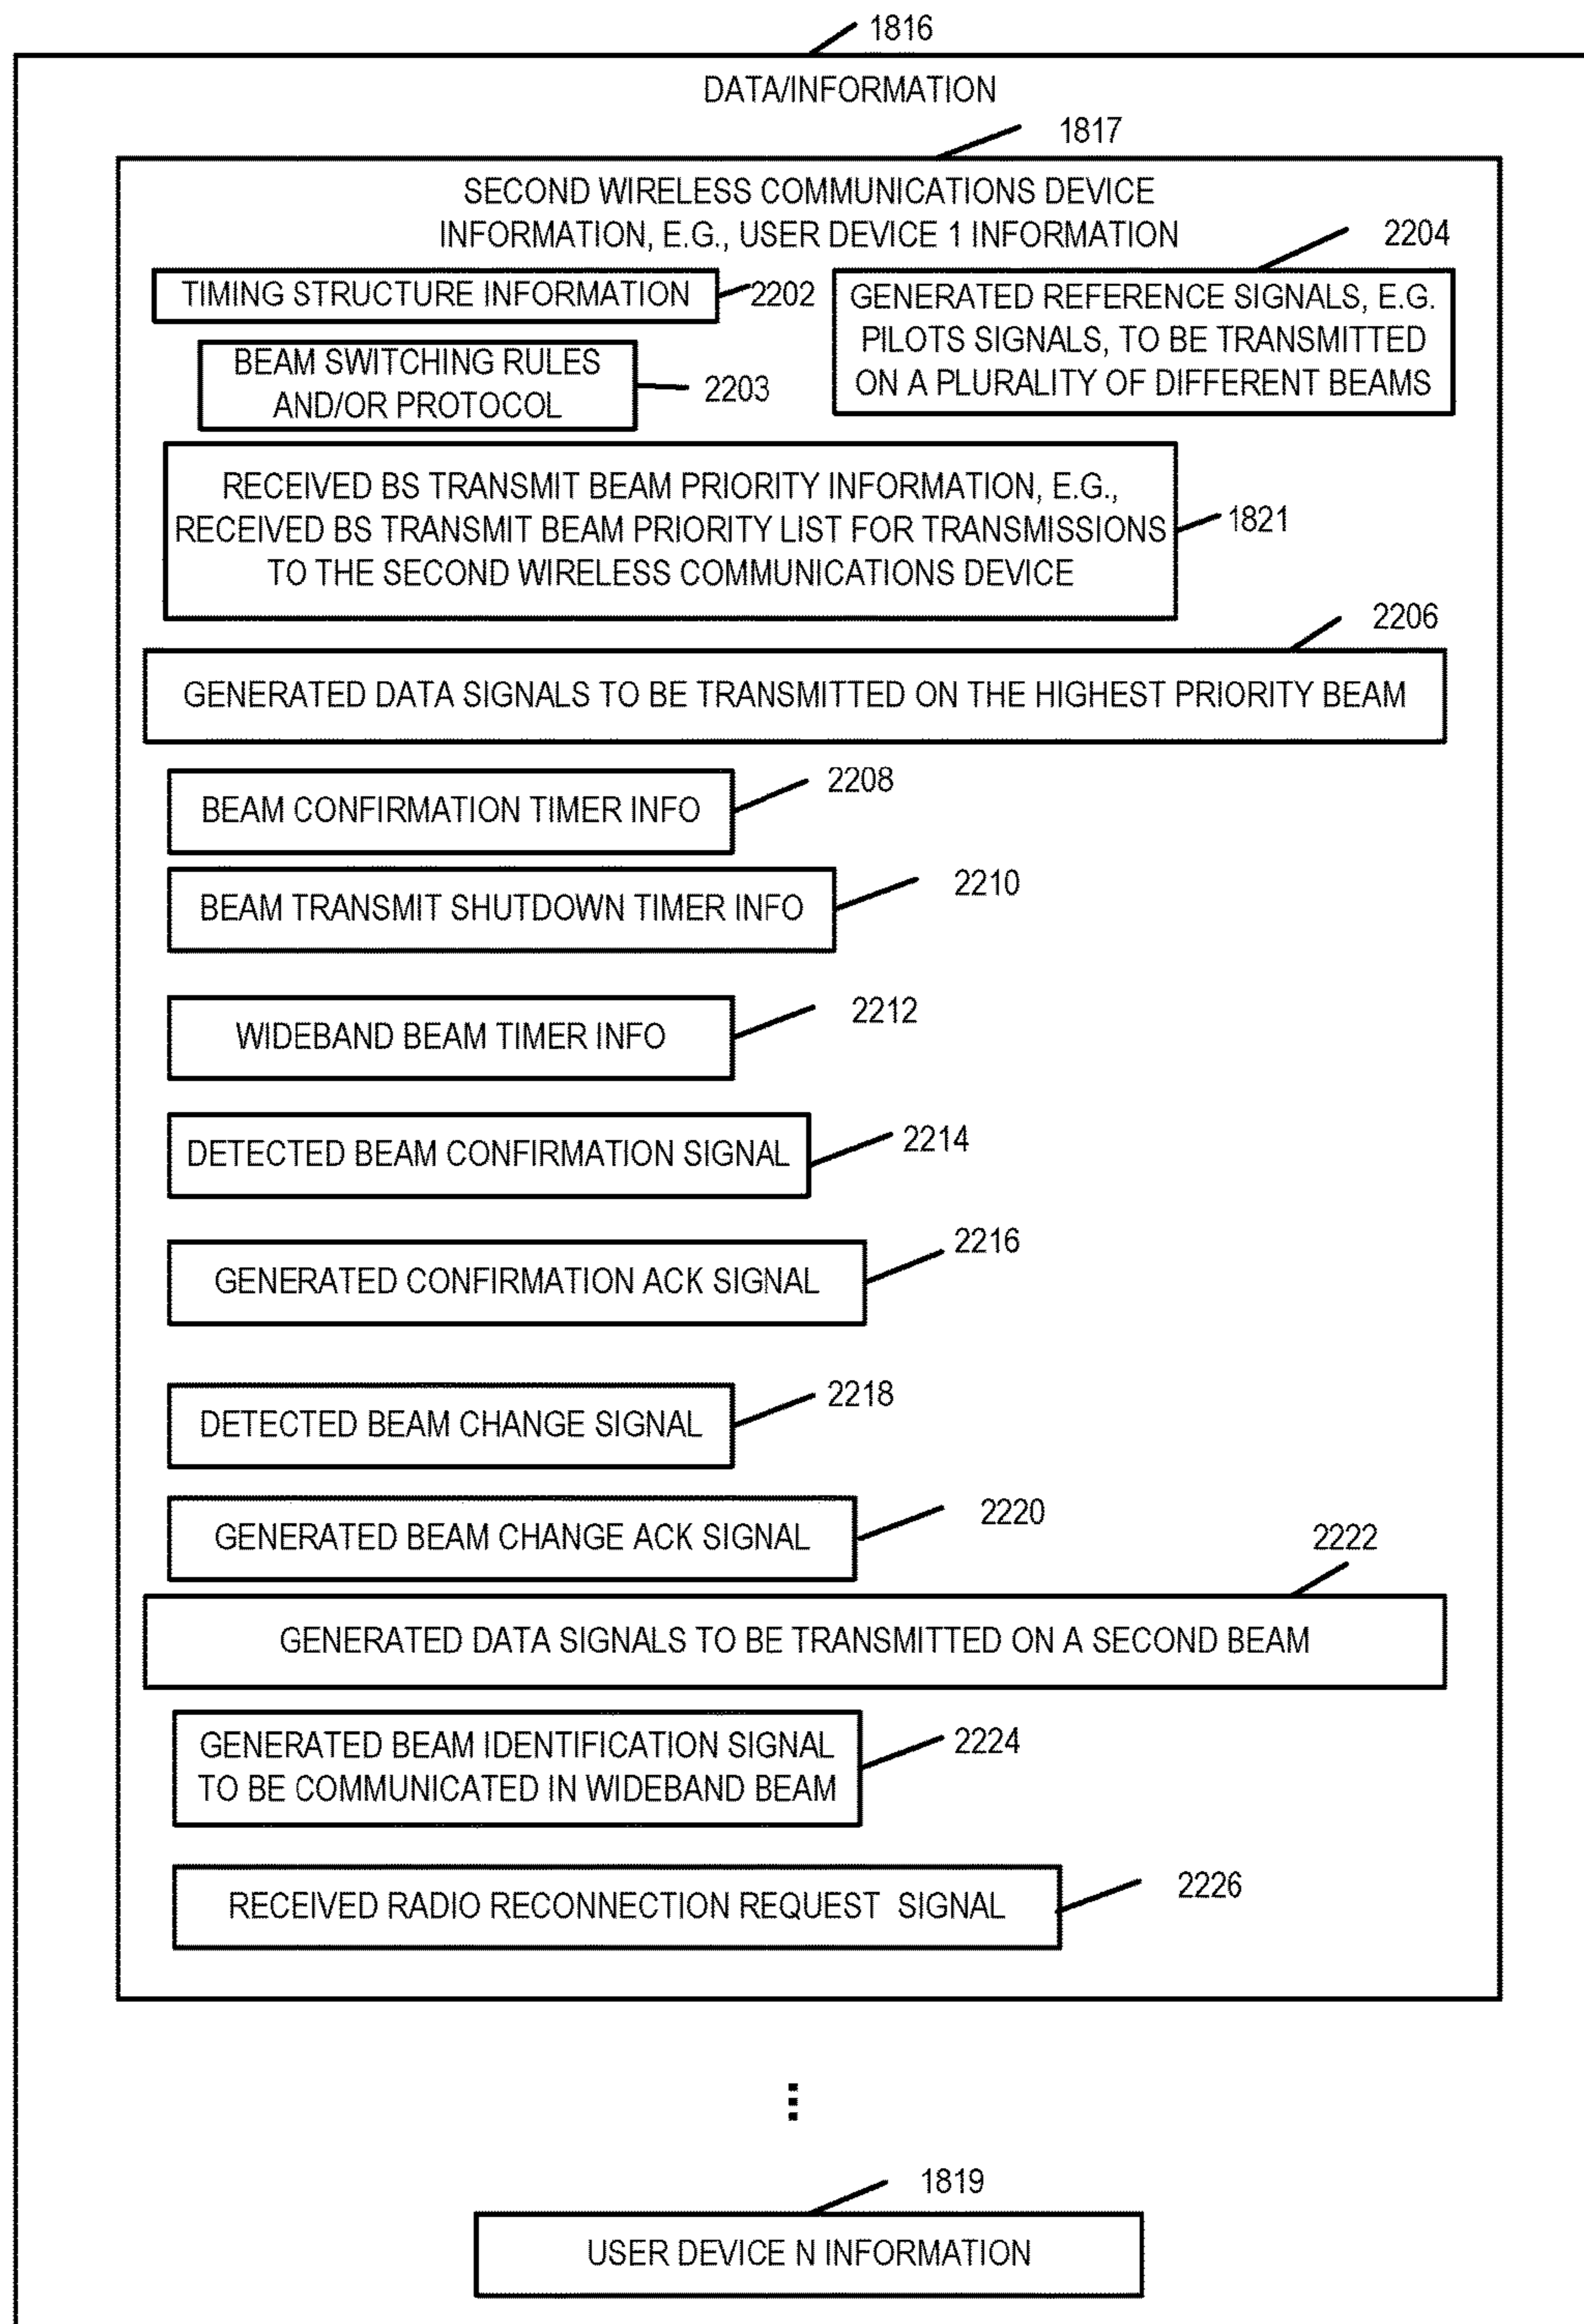 1816
DATA/INFORMATION
1817
SECOND WIRELESS COMMUNICATIONS DEVICE
INFORMATION, E.G., USER DEVICE 1 INFORMATION
2204
TIMING STRUCTURE INFORMATION
2202
GENERATED REFERENCE SIGNALS, E.G.
PILOTS SIGNALS, TO BE TRANSMITTED
ON A PLURALITY OF DIFFERENT BEAMS
BEAM SWITCHING RULES
AND/OR PROTOCOL
2203
RECEIVED BS TRANSMIT BEAM PRIORITY INFORMATION, E.G.,
RECEIVED BS TRANSMIT BEAM PRIORITY LIST FOR TRANSMISSIONS
TO THE SECOND WIRELESS COMMUNICATIONS DEVICE
1821
2206
GENERATED DATA SIGNALS TO BE TRANSMITTED ON THE HIGHEST PRIORITY BEAM
2208
BEAM CONFIRMATION TIMER INFO
2210
BEAM TRANSMIT SHUTDOWN TIMER INFO
2212
WIDEBAND BEAM TIMER INFO
2214
DETECTED BEAM CONFIRMATION SIGNAL
2216
GENERATED CONFIRMATION ACK SIGNAL
2218
DETECTED BEAM CHANGE SIGNAL
2220
GENERATED BEAM CHANGE ACK SIGNAL
2222
GENERATED DATA SIGNALS TO BE TRANSMITTED ON A SECOND BEAM
GENERATED BEAM IDENTIFICATION SIGNAL
TO BE COMMUNICATED IN WIDEBAND BEAM
2224
RECEIVED RADIO RECONNECTION REQUEST SIGNAL
2226
1819
USER DEVICE N INFORMATION